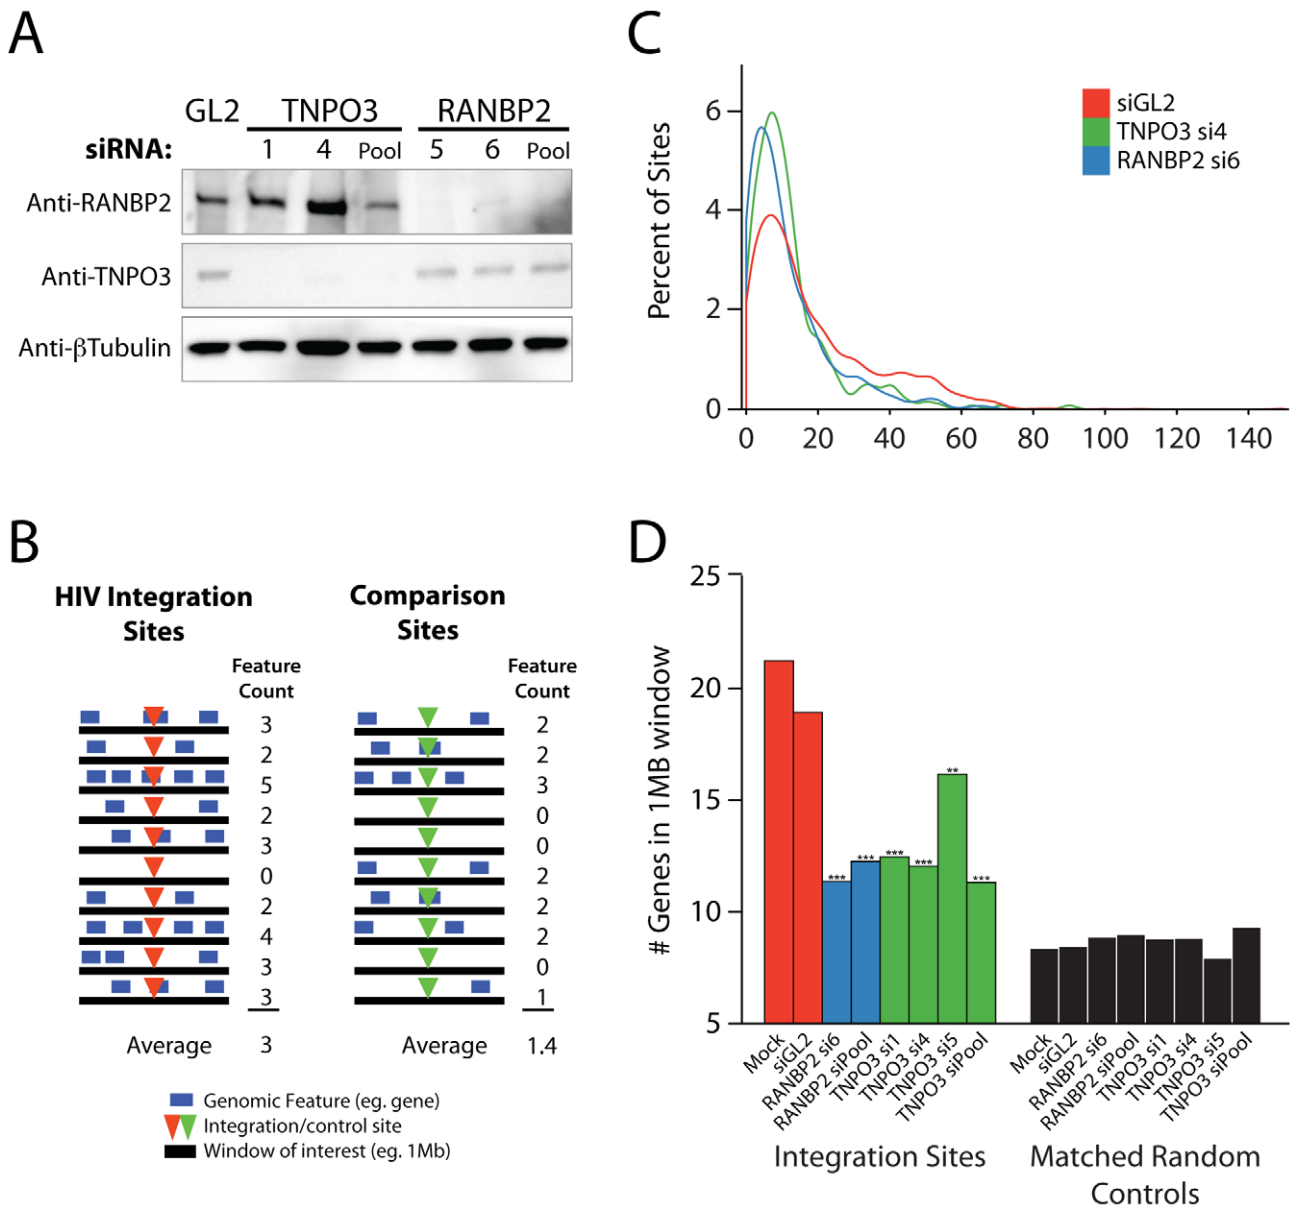 A
GL2 TNPO3 RANBP2
siRNA: 1 4 Pool 5 6 Pool
Anti-RANBP2
Anti-TNPO3
Anti-βTubulin
B
HIV Integration
Sites
Feature
Count
3
2
5
2
3
0
2
4
3
3
Average 3
Comparison
Sites
Feature
Count
2
2
3
0
0
2
2
2
0
1
Average 1.4
Genomic Feature (eg. gene)
Integration/control site
Window of interest (eg. 1Mb)
C
Percent of Sites
6
4
2
0
0 20 40 60 80 100 120 140
siGL2
TNPO3 si4
RANBP2 si6
D
# Genes in 1MB window
25
20
15
10
5
*** *** *** *** ** ***
Mock
siGL2
RANBP2 si6
RANBP2 siPool
TNPO3 si1
TNPO3 si4
TNPO3 si5
TNPO3 siPool
Integration Sites
Mock
siGL2
RANBP2 si6
RANBP2 siPool
TNPO3 si1
TNPO3 si4
TNPO3 si5
TNPO3 siPool
Matched Random
Controls